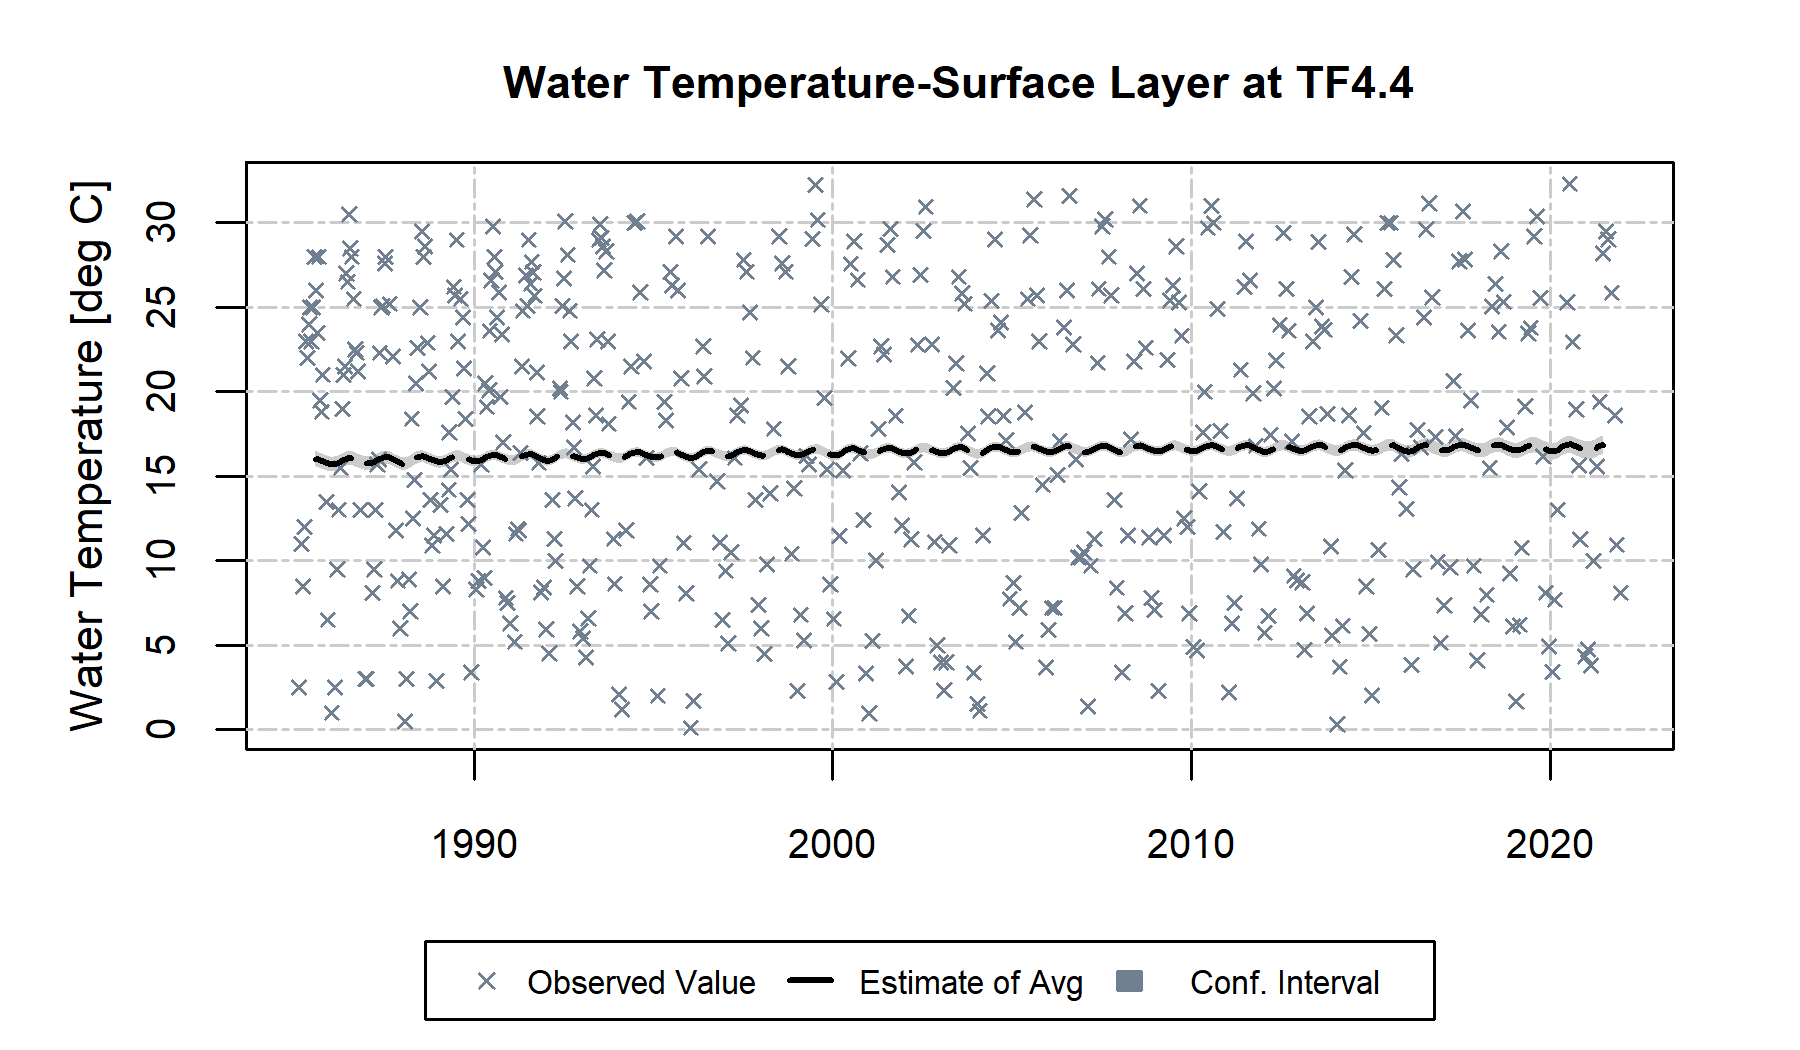 Water Temperature-Surface Layer at TF4.4
Water Temperature [deg C]
30
25
20
15
10
5
0
1990 2000 2010 2020
Observed Value Estimate of Avg Conf. Interval